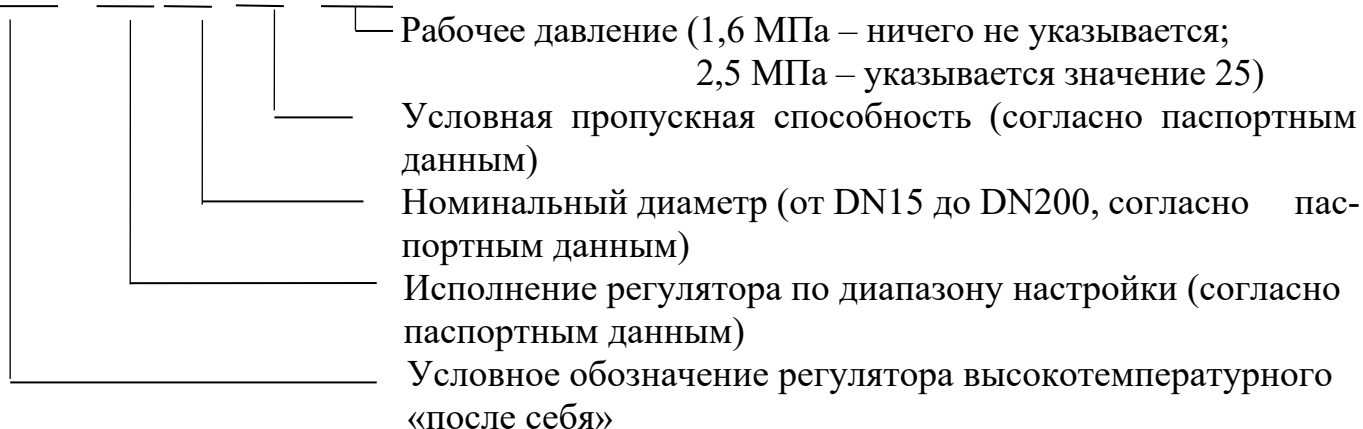 Рабочее давление (1,6 МПа – ничего не указывается;
2,5 МПа – указывается значение 25)
Условная пропускная способность (согласно паспортным
данным)
Номинальный диаметр (от DN15 до DN200, согласно пас-
портным данным)
Исполнение регулятора по диапазону настройки (согласно
паспортным данным)
Условное обозначение регулятора высокотемпературного
«после себя»